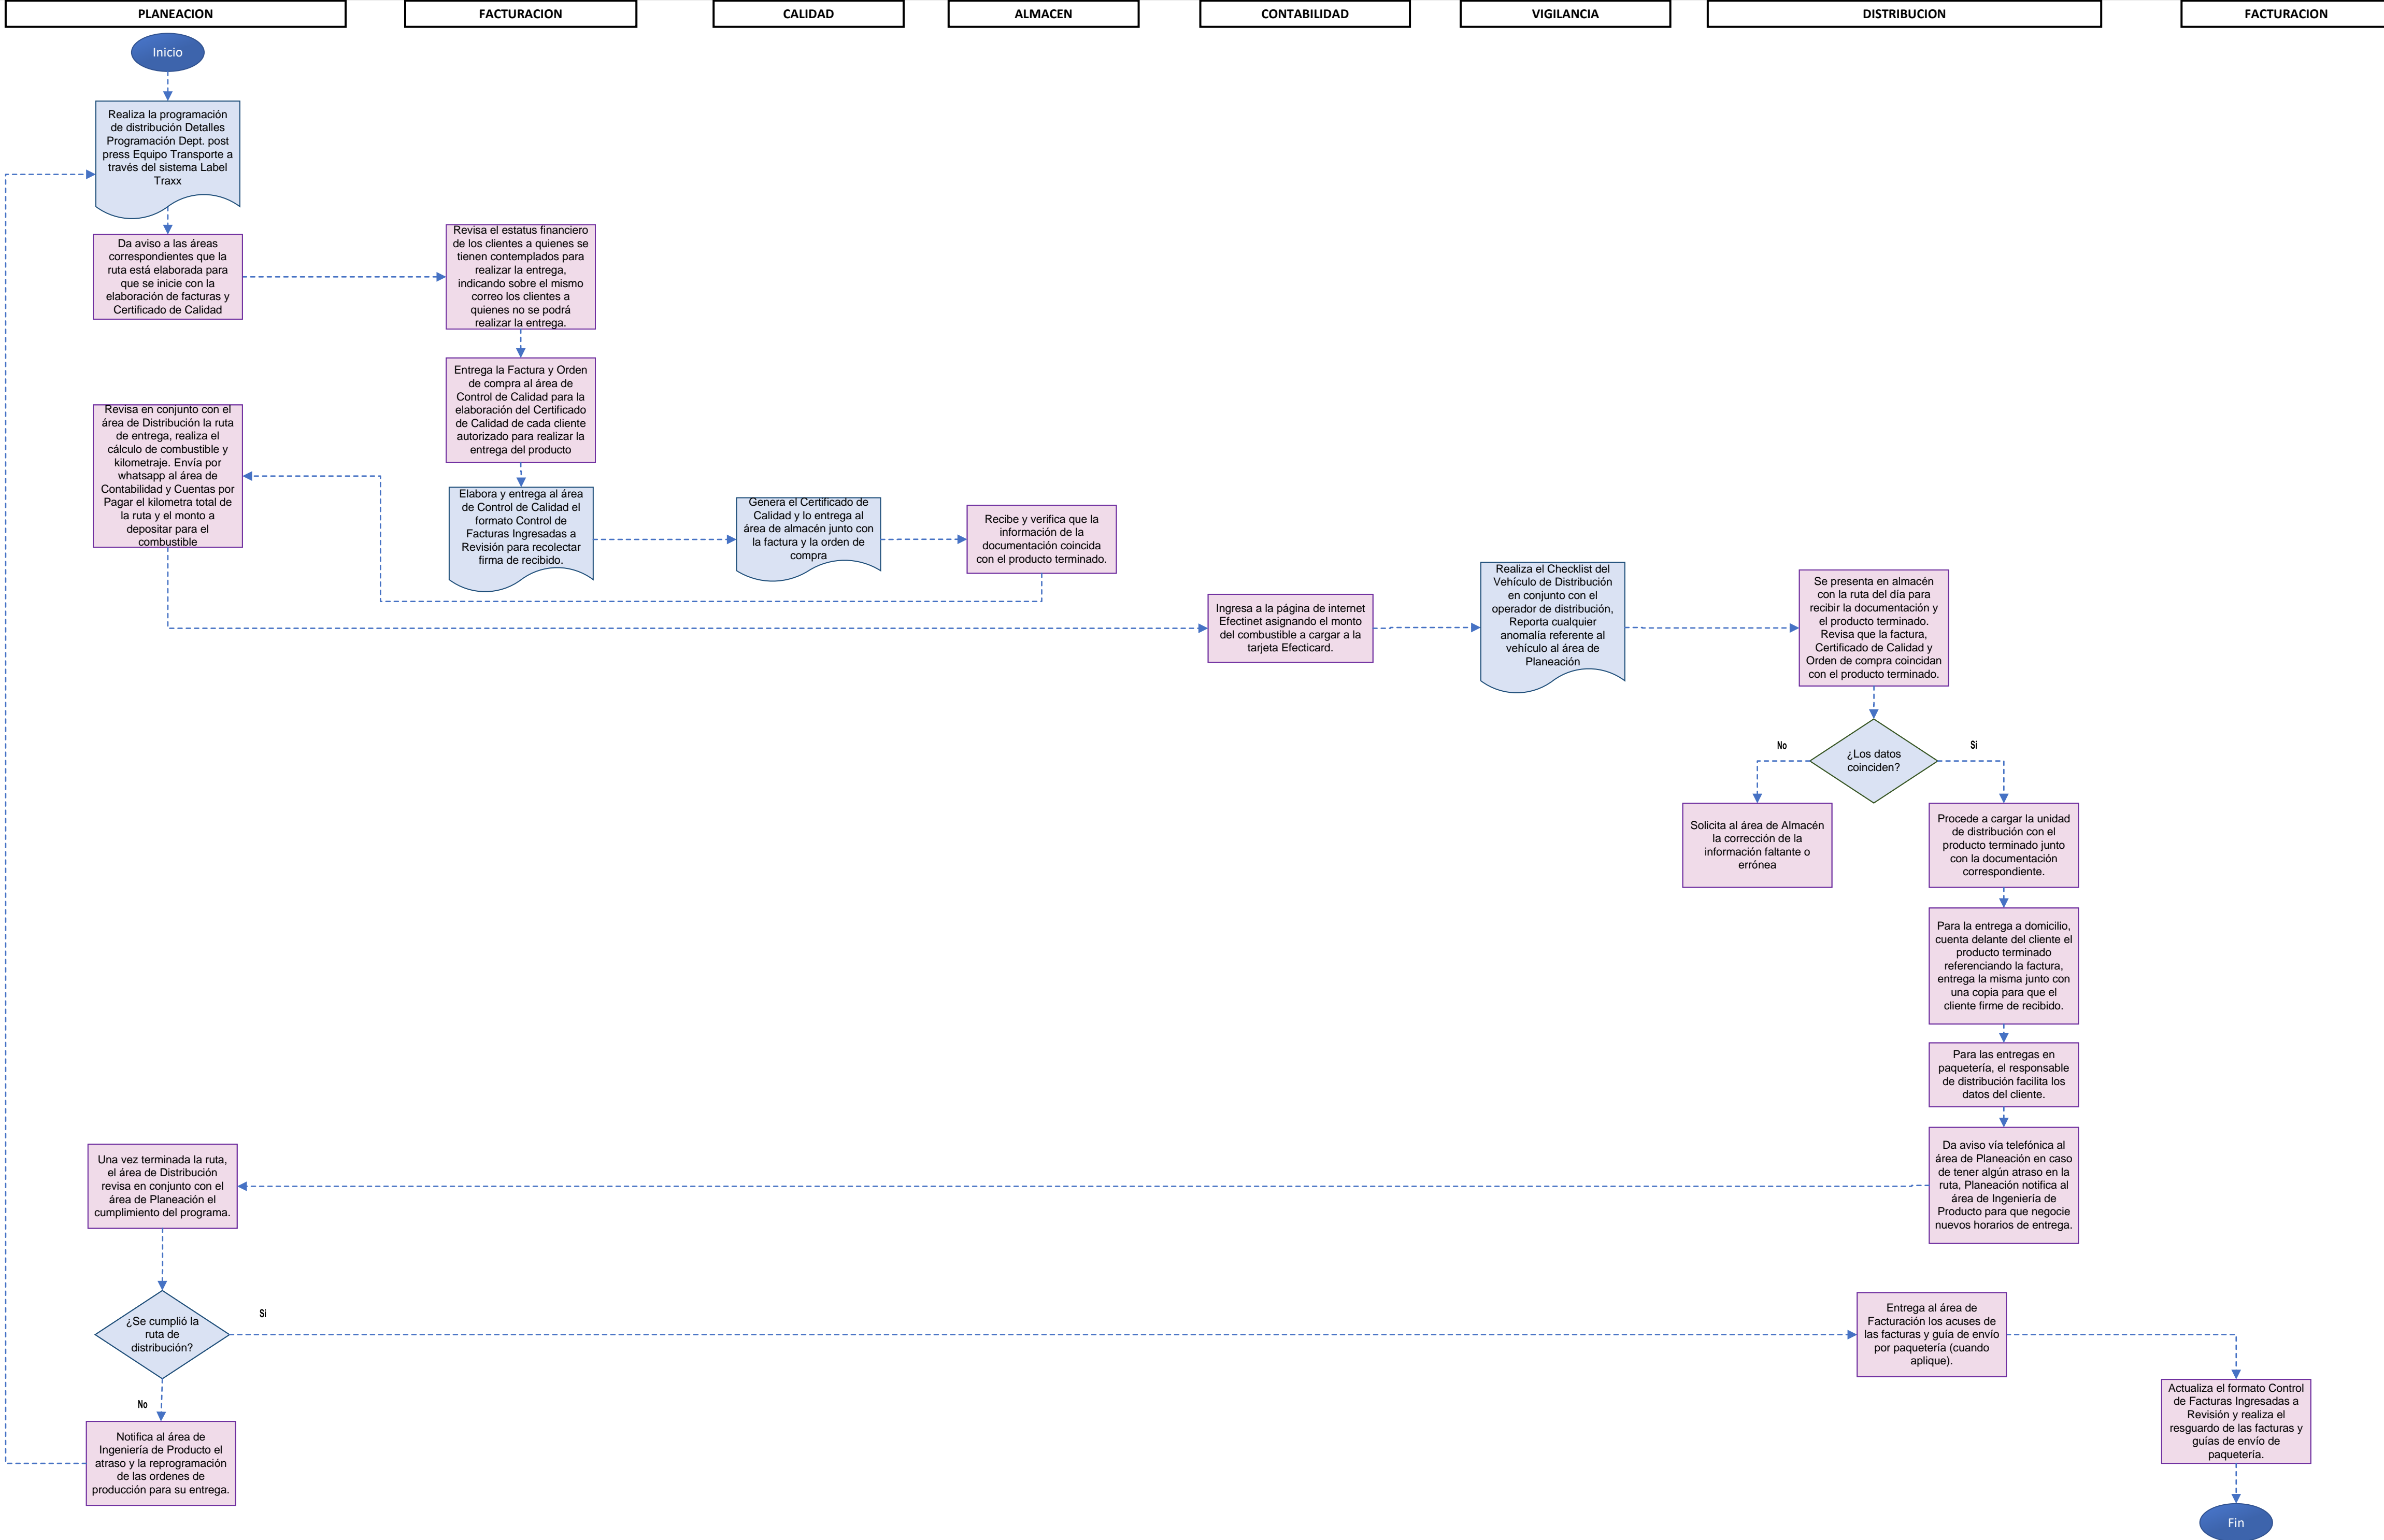 PLANEACION
FACTURACION
CALIDAD
ALMACEN
CONTABILIDAD
VIGILANCIA
DISTRIBUCION
FACTURACION
Inicio
Realiza la programación
de distribución Detalles
Programación Dept. post
press Equipo Transporte a
través del sistema Label
Traxx
Da aviso a las áreas
correspondientes que la
ruta está elaborada para
que se inicie con la
elaboración de facturas y
Certificado de Calidad
Revisa el estatus financiero
de los clientes a quienes se
tienen contemplados para
realizar la entrega,
indicando sobre el mismo
correo los clientes a
quienes no se podrá
realizar la entrega.
Entrega la Factura y Orden
de compra al área de
Control de Calidad para la
elaboración del Certificado
de Calidad de cada cliente
autorizado para realizar la
entrega del producto
Elabora y entrega al área
de Control de Calidad el
formato Control de
Facturas Ingresadas a
Revisión para recolectar
firma de recibido.
Genera el Certificado de
Calidad y lo entrega al
área de almacén junto con
la factura y la orden de
compra
Recibe y verifica que la
información de la
documentación coincida
con el producto terminado.
Revisa en conjunto con el
área de Distribución la ruta
de entrega, realiza el
cálculo de combustible y
kilometraje. Envía por
whatsapp al área de
Contabilidad y Cuentas por
Pagar el kilometra total de
la ruta y el monto a
depositar para el
combustible
Ingresa a la página de internet
Efectinet asignando el monto
del combustible a cargar a la
tarjeta Efecticard.
Realiza el Checklist del
Vehículo de Distribución
en conjunto con el
operador de distribución,
Reporta cualquier
anomalía referente al
vehículo al área de
Planeación
Se presenta en almacén
con la ruta del día para
recibir la documentación y
el producto terminado.
Revisa que la factura,
Certificado de Calidad y
Orden de compra coincidan
con el producto terminado.
¿Los datos
coinciden?
No
Si
Solicita al área de Almacén
la corrección de la
información faltante o
errónea
Procede a cargar la unidad
de distribución con el
producto terminado junto
con la documentación
correspondiente.
Para la entrega a domicilio,
cuenta delante del cliente el
producto terminado
referenciando la factura,
entrega la misma junto con
una copia para que el
cliente firme de recibido.
Para las entregas en
paquetería, el responsable
de distribución facilita los
datos del cliente.
Da aviso vía telefónica al
área de Planeación en caso
de tener algún atraso en la
ruta, Planeación notifica al
área de Ingeniería de
Producto para que negocie
nuevos horarios de entrega.
Una vez terminada la ruta,
el área de Distribución
revisa en conjunto con el
área de Planeación el
cumplimiento del programa.
¿Se cumplió la
ruta de
distribución?
Si
No
Notifica al área de
Ingeniería de Producto el
atraso y la reprogramación
de las ordenes de
producción para su entrega.
Entrega al área de
Facturación los acuses de
las facturas y guía de envío
por paquetería (cuando
aplique).
Actualiza el formato Control
de Facturas Ingresadas a
Revisión y realiza el
resguardo de las facturas y
guías de envío de
paquetería.
Fin